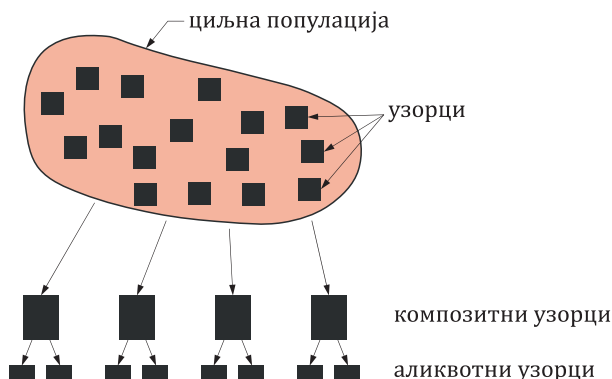 циљна популација
узорци
композитни узорци
аликвотни узорци